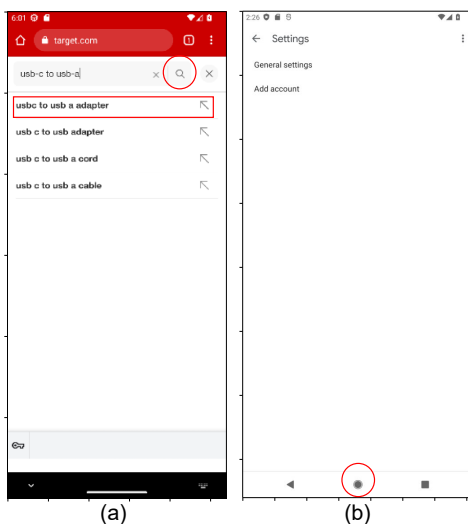 6:01
target.com
1
usb-c to usb-a
usbc to usb a adapter
usb c to usb adapter
usb c to usb a cord
usb c to usb a cable
(a)
2:26
Settings
General settings
Add account
(b)